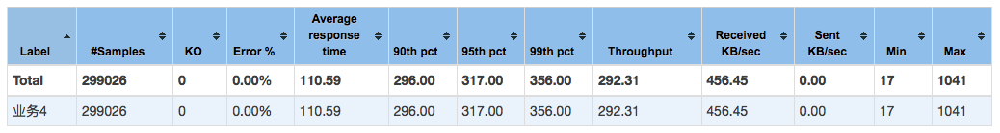 Label #Samples KO Error % Average response time 90th pct 95th pct 99th pct Throughput Received KB/sec Sent KB/sec Min Max
Total 299026 0 0.00% 110.59 296.00 317.00 356.00 292.31 456.45 0.00 17 1041
业务4 299026 0 0.00% 110.59 296.00 317.00 356.00 292.31 456.45 0.00 17 1041